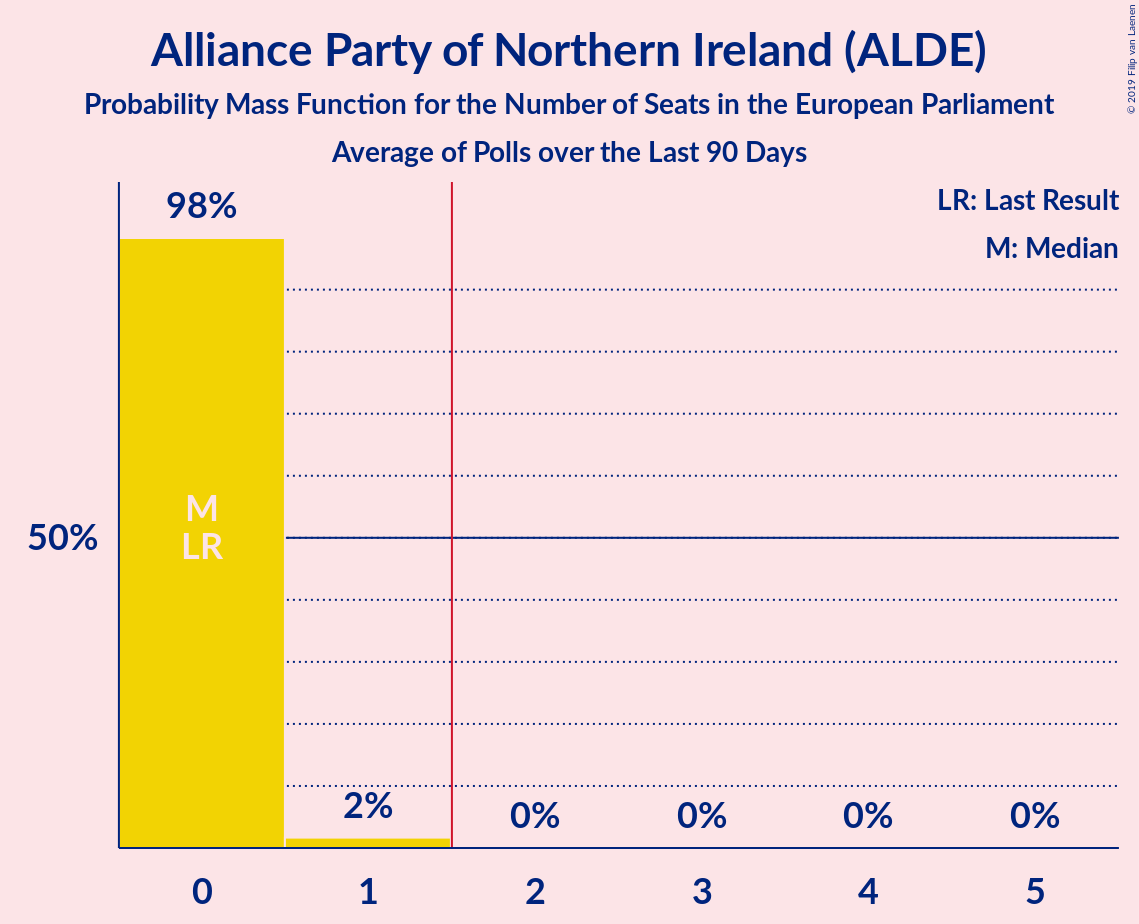 Alliance Party of Northern Ireland (ALDE)
Probability Mass Function for the Number of Seats in the European Parliament
Average of Polls over the Last 90 Days
© 2019 Filip van Laenen
LR: Last Result
M: Median
98%
M
LR
50%
2%
0%
0%
0%
0%
0
1
2
3
4
5